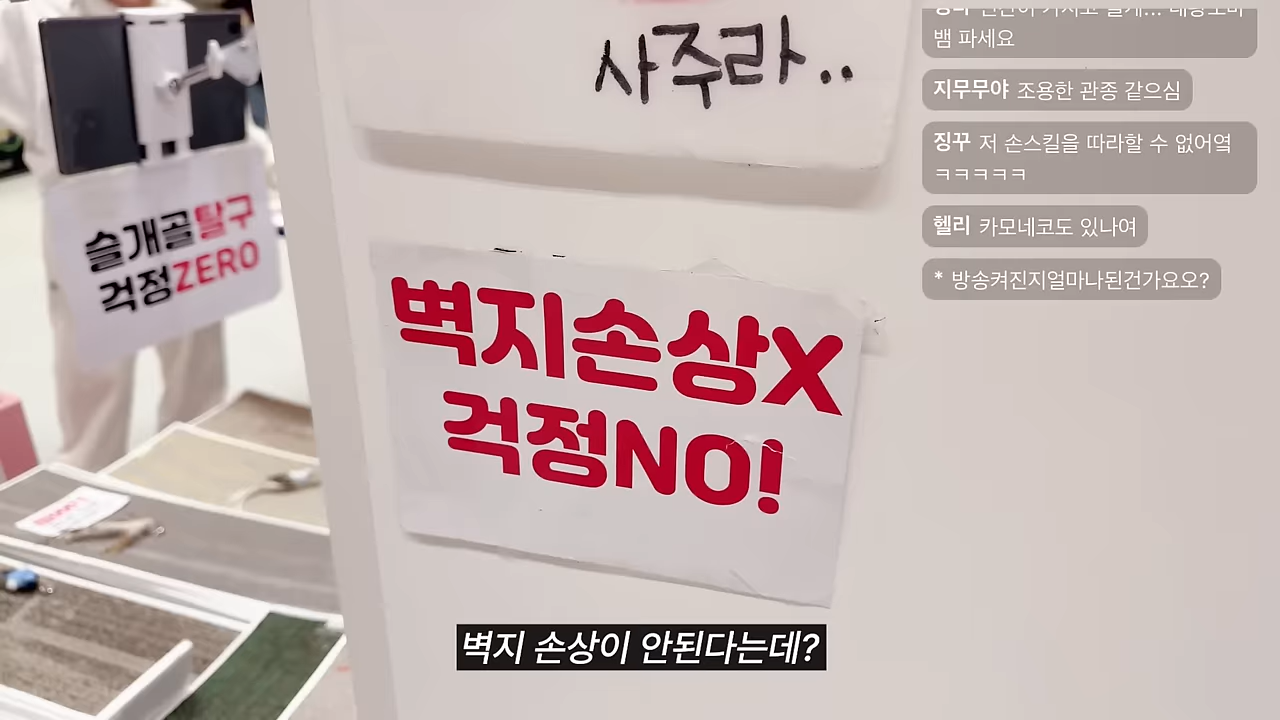 사주라..
슬개골탈구
걱정ZERO
벽지손상X
걱정NO!
뱀 파세요
지무무야 조용한 관종 같으심
징꾸 저 손스킬을 따라할 수 없어옄
ㅋㅋㅋㅋㅋ
헬리 카모네코도 있나여
* 방송켜진지얼마나된건가요오?
벽지 손상이 안된다는데?